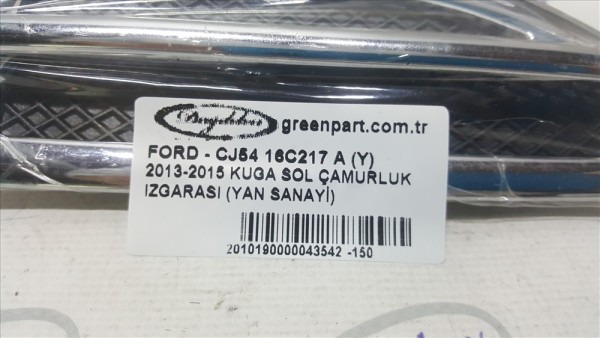 greenpart.com.tr
FORD - CJ54 16C217 A (Y)
2013-2015 KUGA SOL ÇAMURLUK
IZGARASI (YAN SANAYİ)
2010190000043542 -150